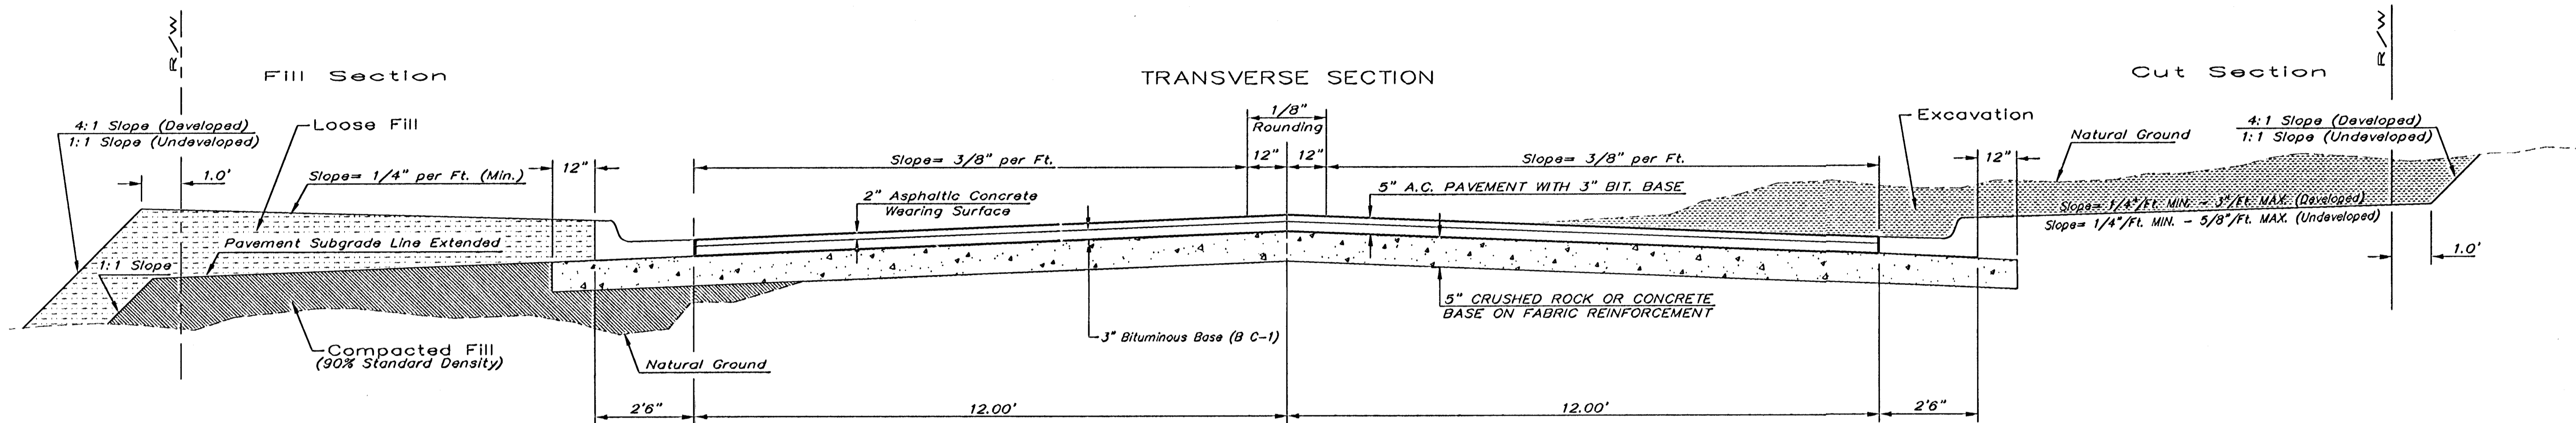 R/W
R/W
Fill Section
TRANSVERSE SECTION
Cut Section
4:1 Slope (Developed)
1:1 Slope (Undeveloped)
Loose Fill
1/8"
Rounding
Excavation
Natural Ground
4:1 Slope (Developed)
1:1 Slope (Undeveloped)
1.0'
Slope= 1/4" per Ft. (Min.)
12"
Slope= 3/8" per Ft.
12"
12"
Slope= 3/8" per Ft.
12"
2" Asphaltic Concrete
Wearing Surface
5" A.C. PAVEMENT WITH 3" BIT. BASE
Slope= 1/4"/Ft. MIN. - 3"/Ft. MAX. (Developed)
Slope= 1/4"/Ft. MIN. - 5/8"/Ft. MAX. (Undeveloped)
Pavement Subgrade Line Extended
1:1 Slope
1.0'
5" CRUSHED ROCK OR CONCRETE
BASE ON FABRIC REINFORCEMENT
3" Bituminous Base (B C-1)
Compacted Fill
(90% Standard Density)
Natural Ground
2'6"
12.00'
12.00'
2'6"